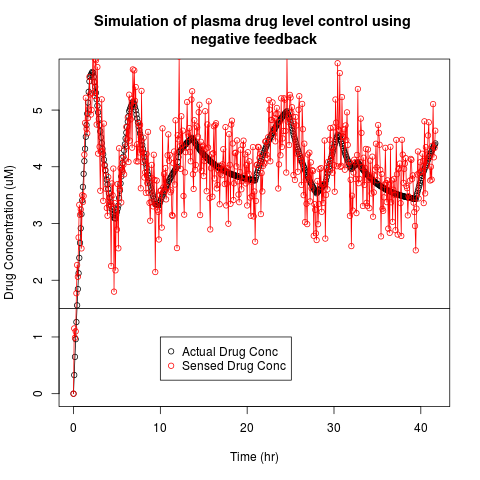 Simulation of plasma drug level control using
negative feedback
Drug Concentration (uM)
5
4
3
2
1
0
Actual Drug Conc
Sensed Drug Conc
0 10 20 30 40
Time (hr)